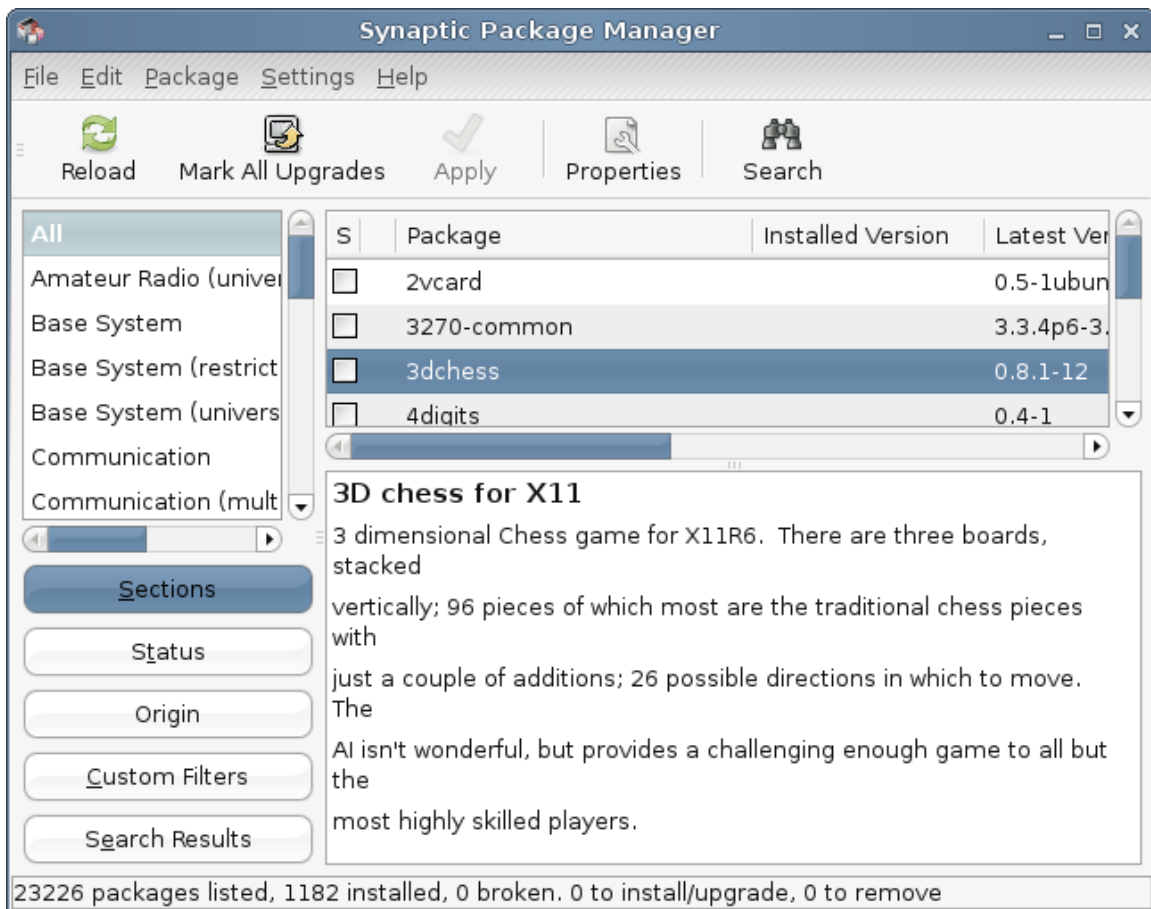 Synaptic Package Manager
File Edit Package Settings Help
Reload Mark All Upgrades Apply Properties Search
All
Amateur Radio (univer
Base System
Base System (restrict
Base System (univers
Communication
Communication (mult
Sections
Status
Origin
Custom Filters
Search Results
S Package Installed Version Latest Ver
2vcard 0.5-1ubun
3270-common 3.3.4p6-3.
3dchess 0.8.1-12
4digits 0.4-1
3D chess for X11
3 dimensional Chess game for X11R6. There are three boards,
stacked
vertically; 96 pieces of which most are the traditional chess pieces
with
just a couple of additions; 26 possible directions in which to move.
The
AI isn't wonderful, but provides a challenging enough game to all but
the
most highly skilled players.
23226 packages listed, 1182 installed, 0 broken. 0 to install/upgrade, 0 to remove